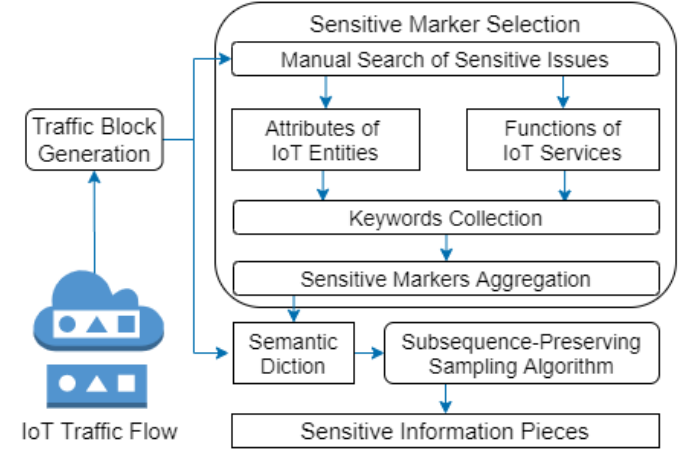 Sensitive Marker Selection
Manual Search of Sensitive Issues
Traffic Block
Generation
Attributes of
IoT Entities
Functions of
IoT Services
Keywords Collection
Sensitive Markers Aggregation
Semantic
Diction
Subsequence-Preserving
Sampling Algorithm
IoT Traffic Flow
Sensitive Information Pieces